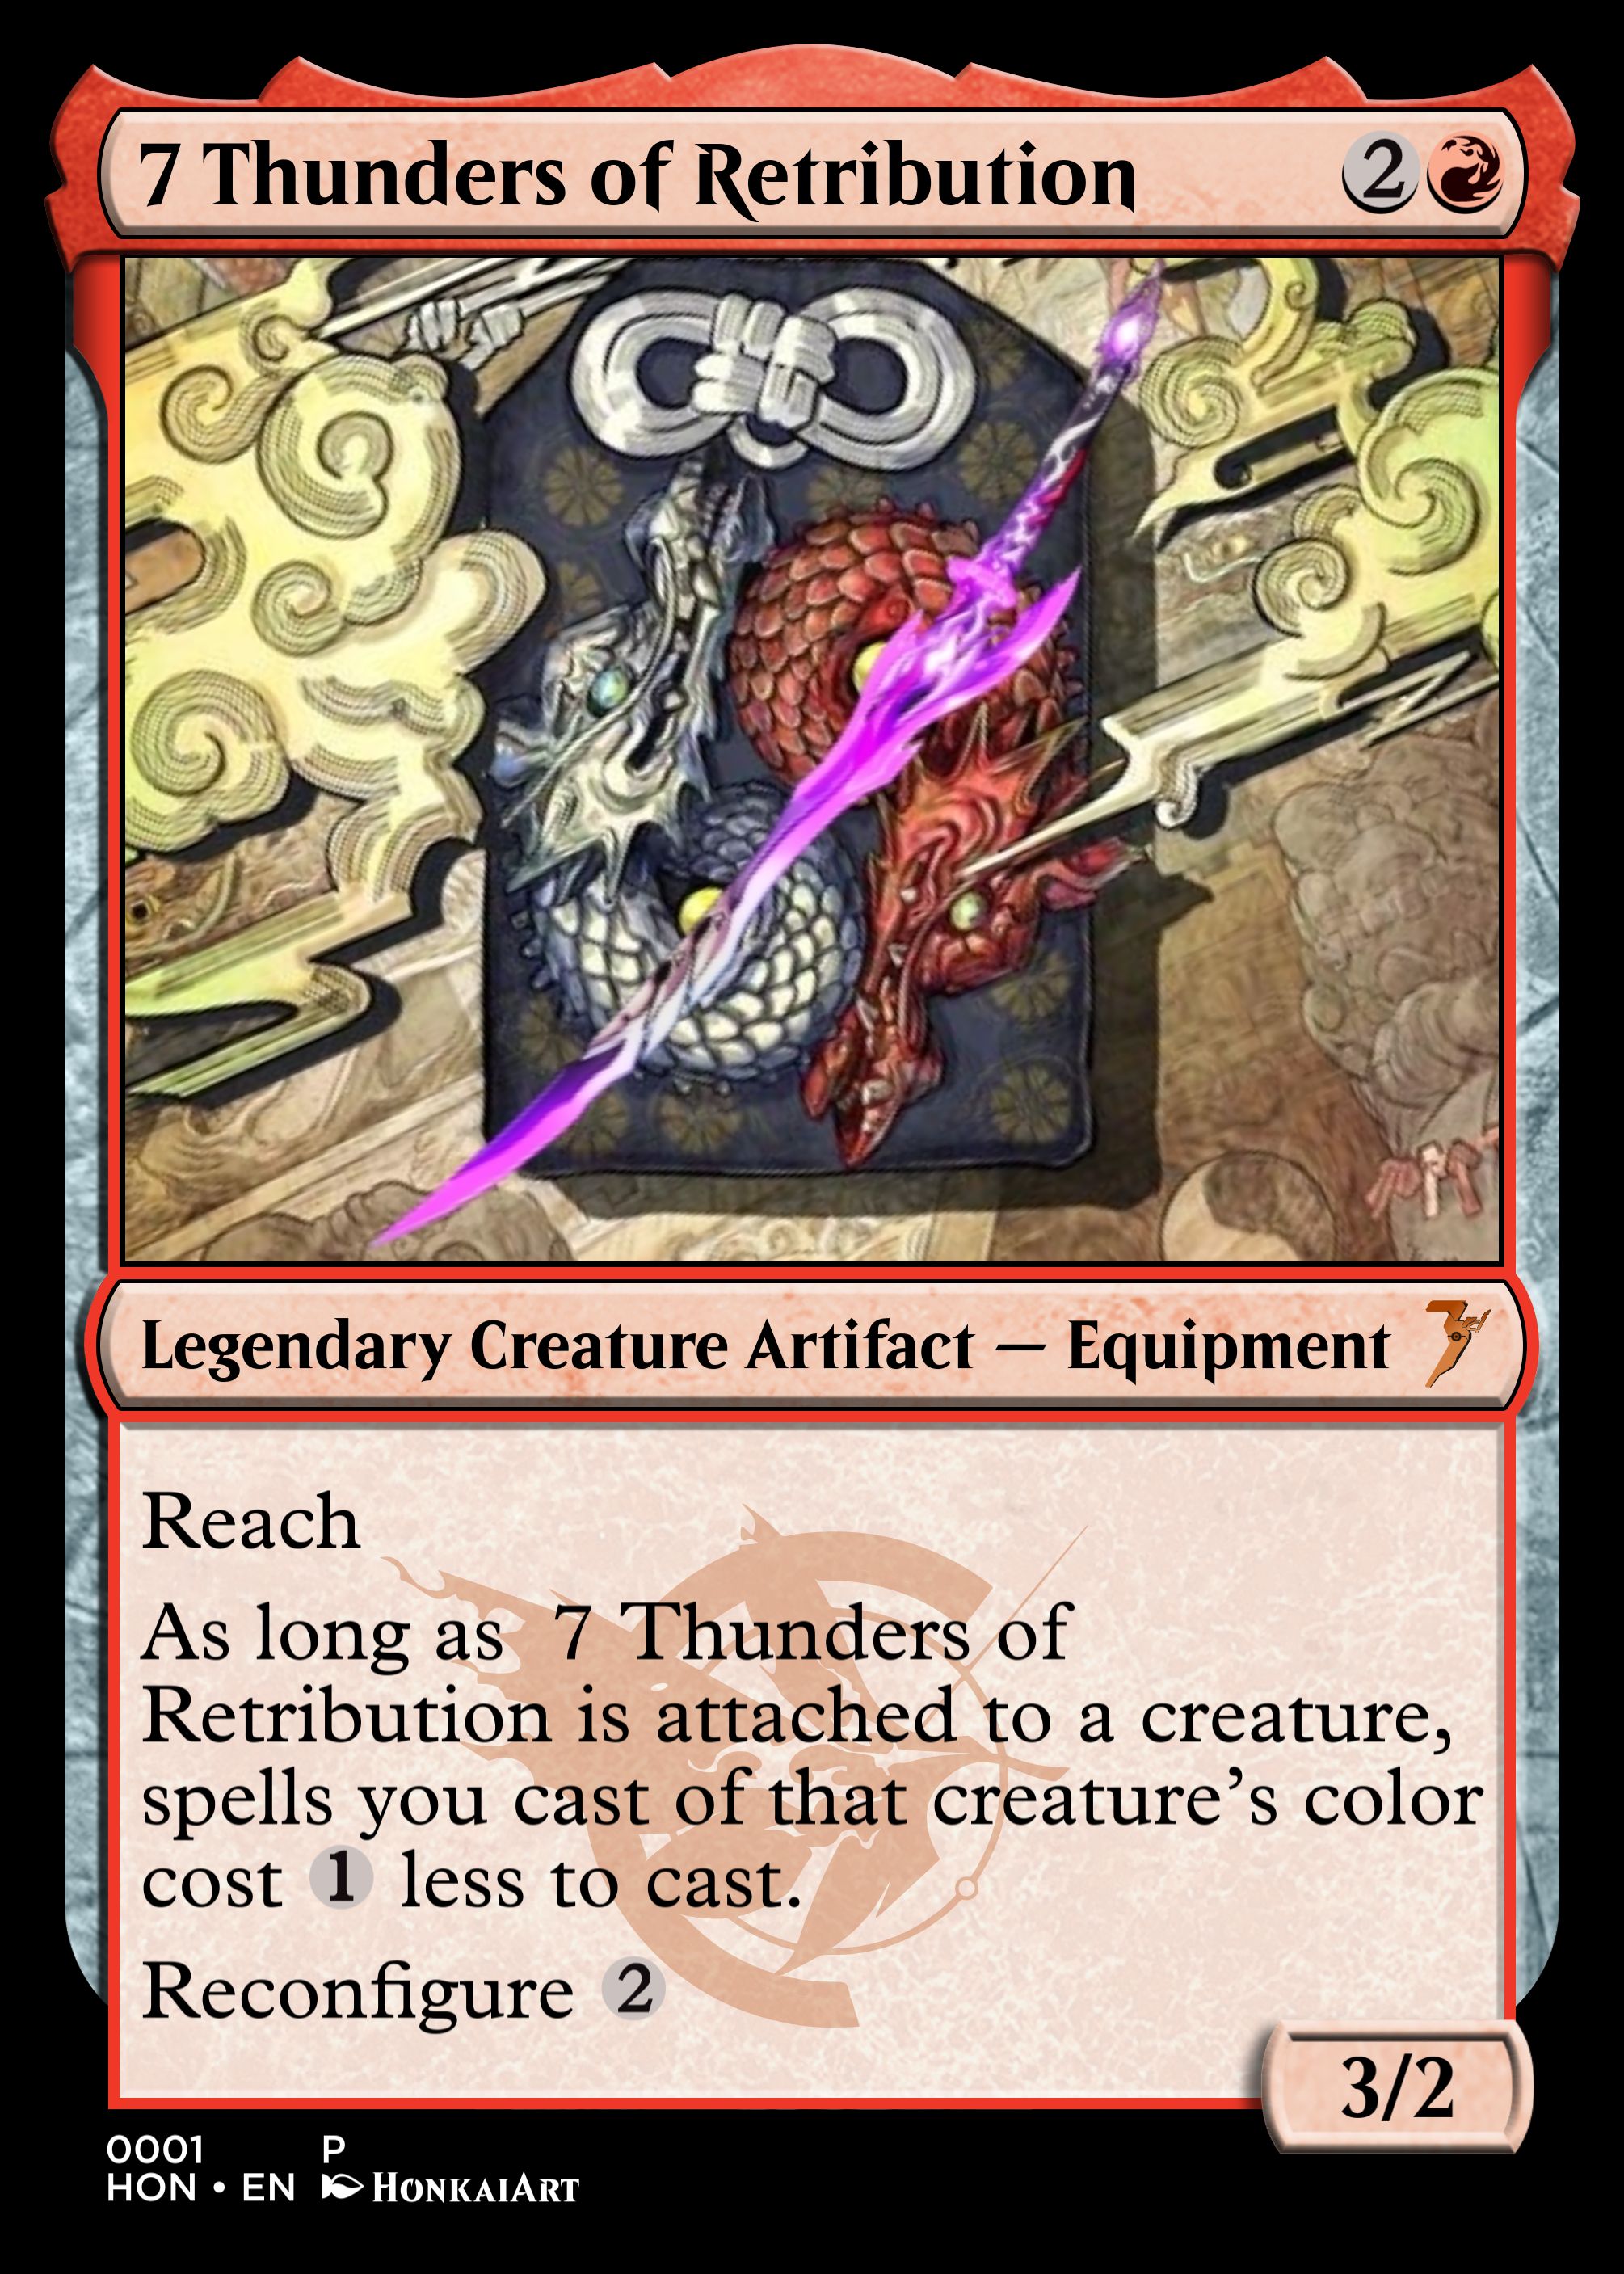 7 Thunders of Retribution 2
Legendary Creature Artifact — Equipment
Reach
As long as  7 Thunders of
Retribution is attached to a creature,
spells you cast of that creature’s color
cost 1 less to cast.
Reconfigure 2
3/2
0001 P
HON • EN HONKAIART